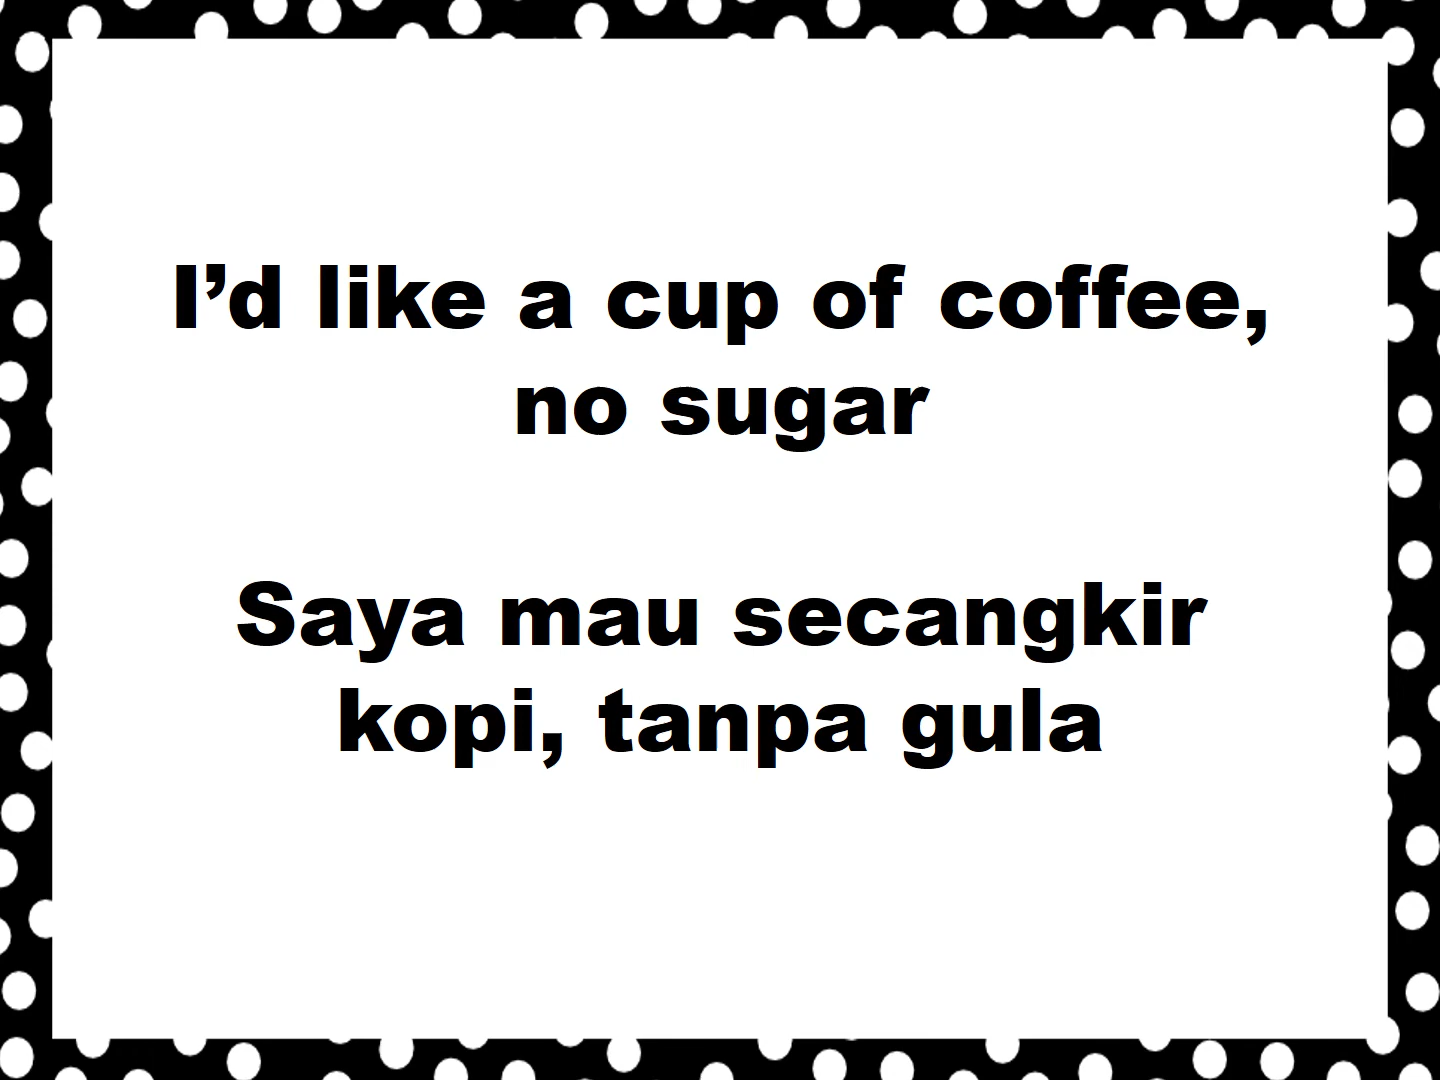 I’d like a cup of coffee,
no sugar
Saya mau secangkir
kopi, tanpa gula